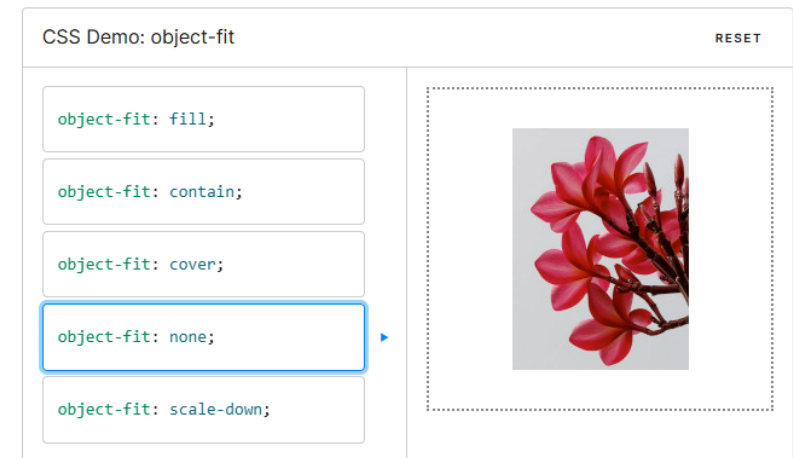 CSS Demo: object-fit
RESET
object-fit: fill;
object-fit: contain;
object-fit: cover;
object-fit: none;
object-fit: scale-down;